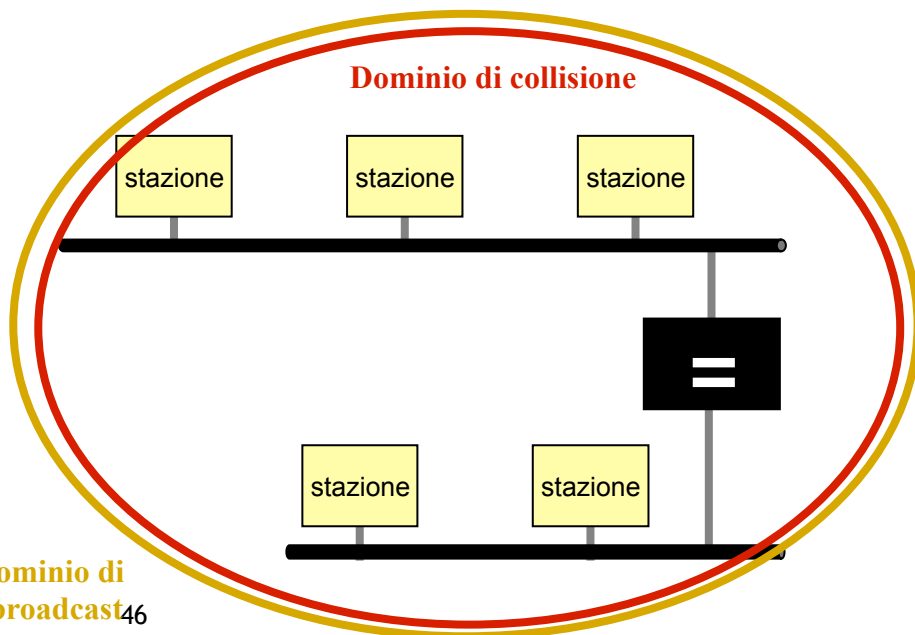 Dominio di collisione
stazione stazione stazione
=
stazione stazione
ominio di
broadcast
46